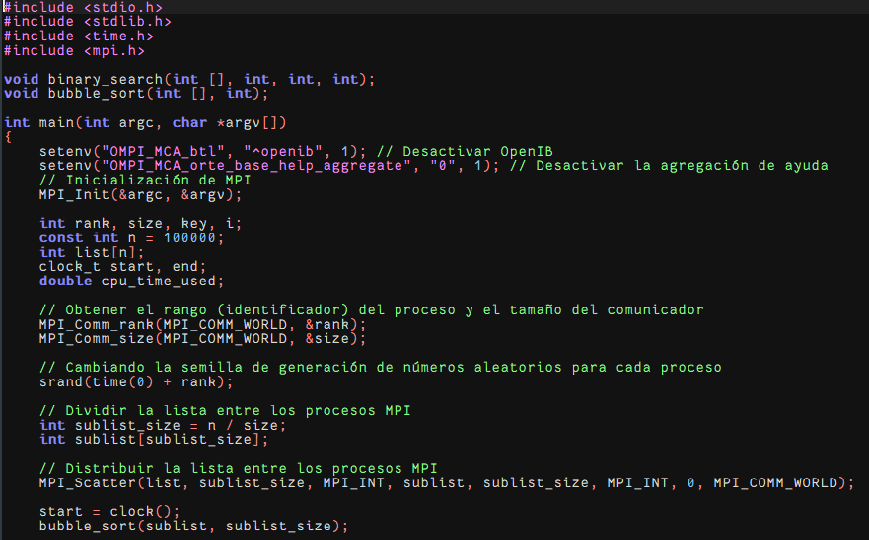 #include <stdio.h>
#include <stdlib.h>
#include <time.h>
#include <mpi.h>
void binary_search(int [], int, int, int);
void bubble_sort(int [], int);
int main(int argc, char *argv[])
{
setenv("OMPI_MCA_btl", "^openib", 1); // Desactivar OpenIB
setenv("OMPI_MCA_orte_base_help_aggregate", "0", 1); // Desactivar la agregación de ayuda
// Inicialización de MPI
MPI_Init(&argc, &argv);
int rank, size, key, i;
const int n = 100000;
int list[n];
clock_t start, end;
double cpu_time_used;
// Obtener el rango (identificador) del proceso y el tamaño del comunicador
MPI_Comm_rank(MPI_COMM_WORLD, &rank);
MPI_Comm_size(MPI_COMM_WORLD, &size);
// Cambiando la semilla de generación de números aleatorios para cada proceso
srand(time(0) + rank);
// Dividir la lista entre los procesos MPI
int sublist_size = n / size;
int sublist[sublist_size];
// Distribuir la lista entre los procesos MPI
MPI_Scatter(list, sublist_size, MPI_INT, sublist, sublist_size, MPI_INT, 0, MPI_COMM_WORLD);
start = clock();
bubble_sort(sublist, sublist_size);